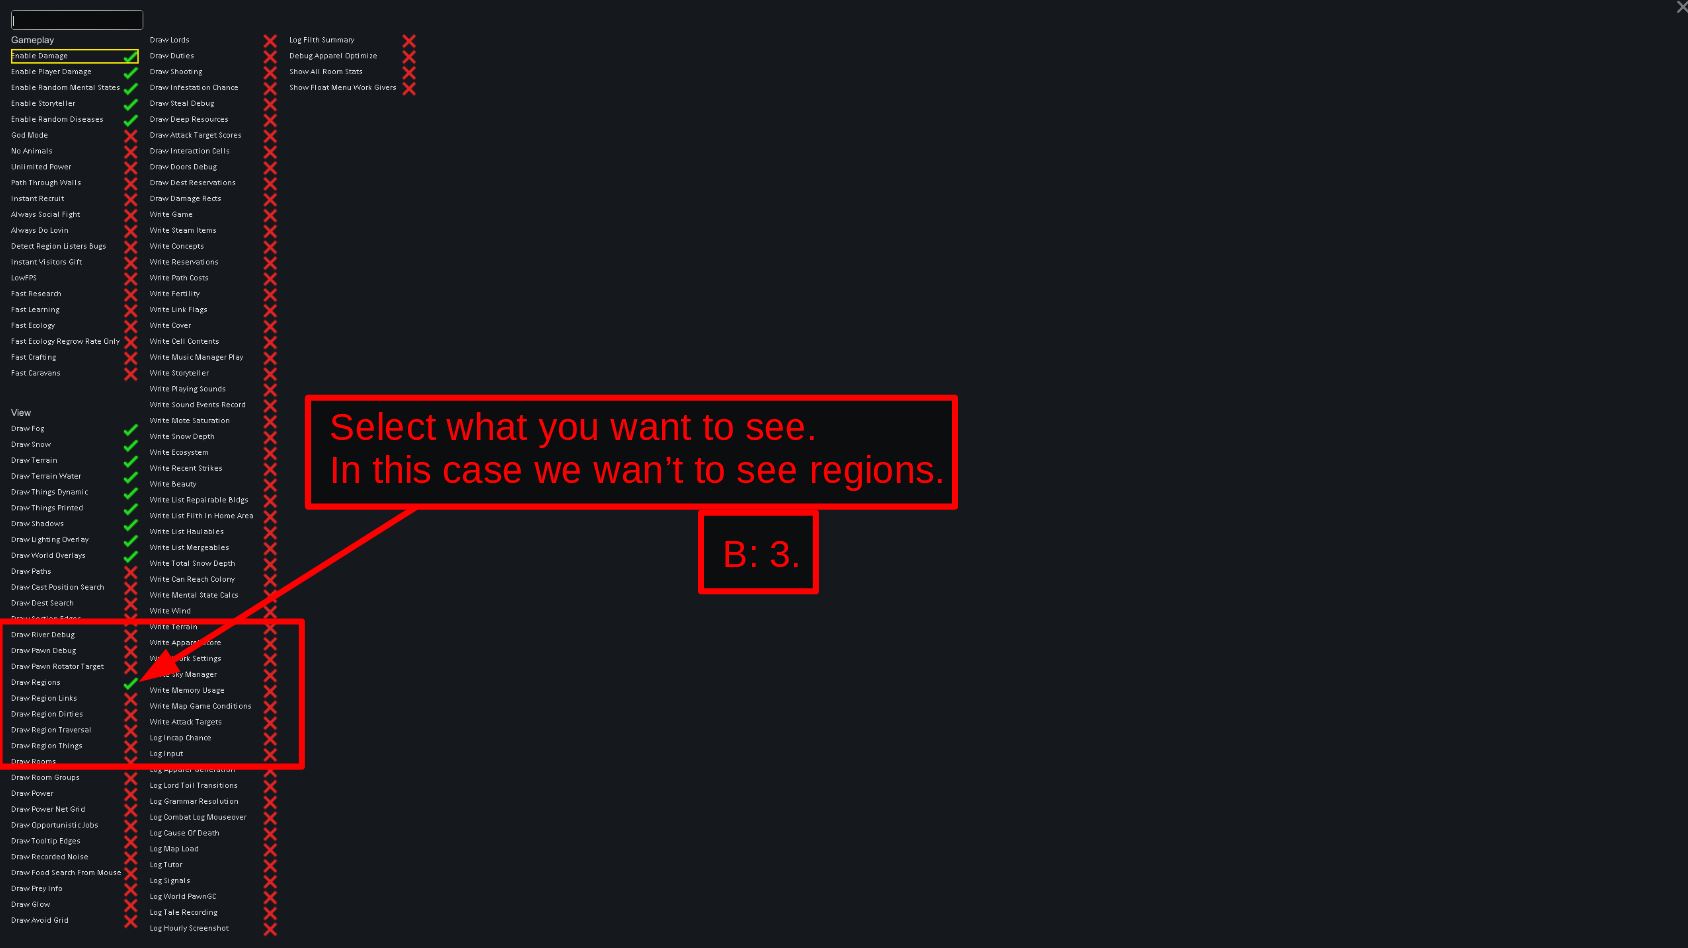 Gameplay
Enable Damage
Enable Player Damage
Enable Random Mental States
Enable Storyteller
Enable Random Diseases
God Mode
No Animals
Unlimited Power
Path Through Walls
Instant Recruit
Always Social Fight
Always Do Lovin
Detect Region Listers Bugs
Instant Visitors Gift
LowFPS
Fast Research
Fast Learning
Fast Ecology
Fast Ecology Regrow Rate Only
Fast Crafting
Fast Caravans
View
Draw Fog
Draw Snow
Draw Terrain
Draw Terrain Water
Draw Things Dynamic
Draw Things Printed
Draw Shadows
Draw Lighting Overlay
Draw World Overlays
Draw Paths
Draw Cast Position Search
Draw Dest Search
Draw Section Edges
Draw River Debug
Draw Pawn Debug
Draw Pawn Rotator Target
Draw Regions
Draw Region Links
Draw Region Dirties
Draw Region Traversal
Draw Region Things
Draw Rooms
Draw Room Groups
Draw Power
Draw Power Net Grid
Draw Opportunistic Jobs
Draw Tooltip Edges
Draw Recorded Noise
Draw Food Search From Mouse
Draw Prey Info
Draw Glow
Draw Avoid Grid
Draw Lords
Draw Duties
Draw Shooting
Draw Infestation Chance
Draw Steal Debug
Draw Deep Resources
Draw Attack Target Scores
Draw Interaction Cells
Draw Doors Debug
Draw Dest Reservations
Draw Damage Rects
Write Game
Write Steam Items
Write Concepts
Write Reservations
Write Path Costs
Write Fertility
Write Link Flags
Write Cover
Write Cell Contents
Write Music Manager Play
Write Storyteller
Write Playing Sounds
Write Sound Events Record
Write Mote Saturation
Write Snow Depth
Write Ecosystem
Write Recent Strikes
Write Beauty
Write List Repairable Bldgs
Write List Filth In Home Area
Write List Haulables
Write List Mergeables
Write Total Snow Depth
Write Can Reach Colony
Write Mental State Calcs
Write Wind
Write Terrain
Write Apparel Score
Settings
Sky Manager
Write Memory Usage
Write Map Game Conditions
Write Attack Targets
Log Incap Chance
Log Input
Log Apparel Generation
Log Lord Toil Transitions
Log Grammar Resolution
Log Combat Log Mouseover
Log Cause Of Death
Log Map Load
Log Tutor
Log Signals
Log World PawnGC
Log Tale Recording
Log Hourly Screenshot
Log Filth Summary
Debug Apparel Optimize
Show All Room Stats
Show Float Menu Work Givers
Select what you want to see.
In this case we wan't to see regions.
B: 3.